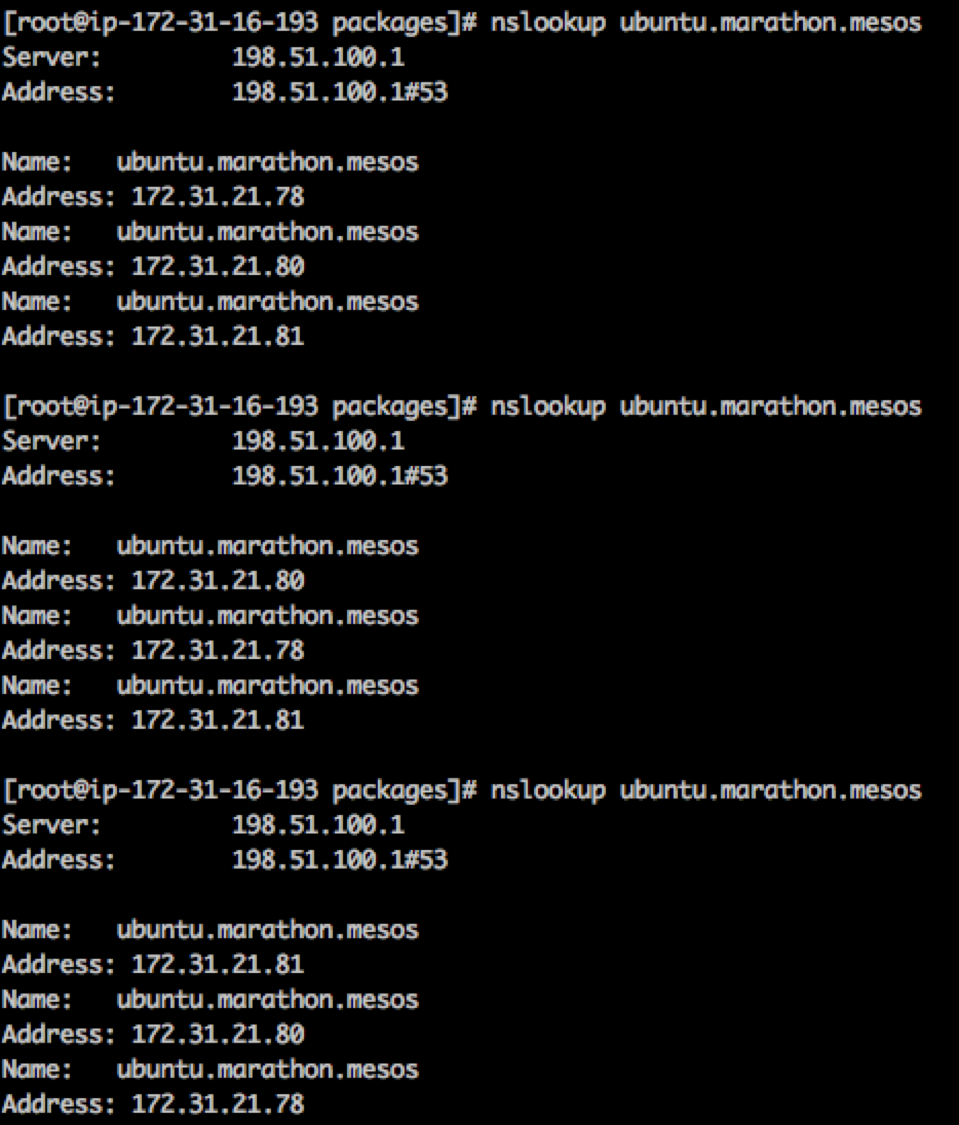 [root@ip-172-31-16-193 packages]# nslookup ubuntu.marathon.mesos
Server:         198.51.100.1
Address:        198.51.100.1#53

Name:   ubuntu.marathon.mesos
Address: 172.31.21.78
Name:   ubuntu.marathon.mesos
Address: 172.31.21.80
Name:   ubuntu.marathon.mesos
Address: 172.31.21.81

[root@ip-172-31-16-193 packages]# nslookup ubuntu.marathon.mesos
Server:         198.51.100.1
Address:        198.51.100.1#53

Name:   ubuntu.marathon.mesos
Address: 172.31.21.80
Name:   ubuntu.marathon.mesos
Address: 172.31.21.78
Name:   ubuntu.marathon.mesos
Address: 172.31.21.81

[root@ip-172-31-16-193 packages]# nslookup ubuntu.marathon.mesos
Server:         198.51.100.1
Address:        198.51.100.1#53

Name:   ubuntu.marathon.mesos
Address: 172.31.21.81
Name:   ubuntu.marathon.mesos
Address: 172.31.21.80
Name:   ubuntu.marathon.mesos
Address: 172.31.21.78